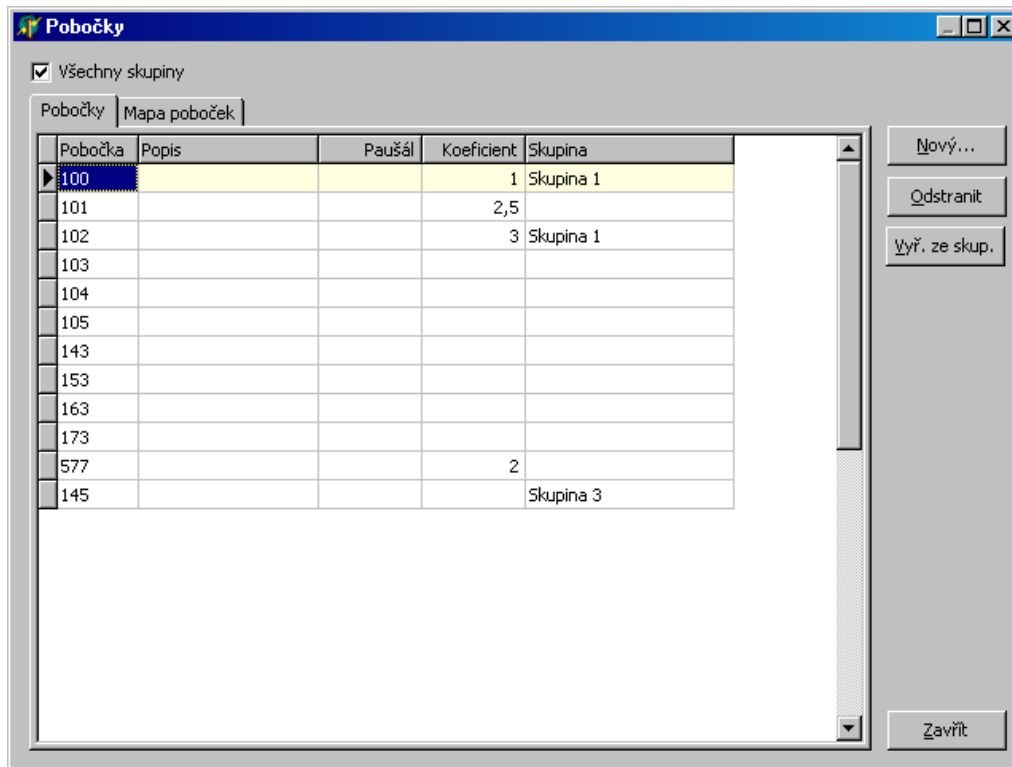 Pobočky
Všechny skupiny
Pobočky Mapa poboček
Pobočka Popis Paušál Koeficient Skupina
100 1 Skupina 1
101 2,5
102 3 Skupina 1
103
104
105
143
153
163
173
577 2
145 Skupina 3
Nový...
Odstranit
Vyř. ze skup.
Zavřít